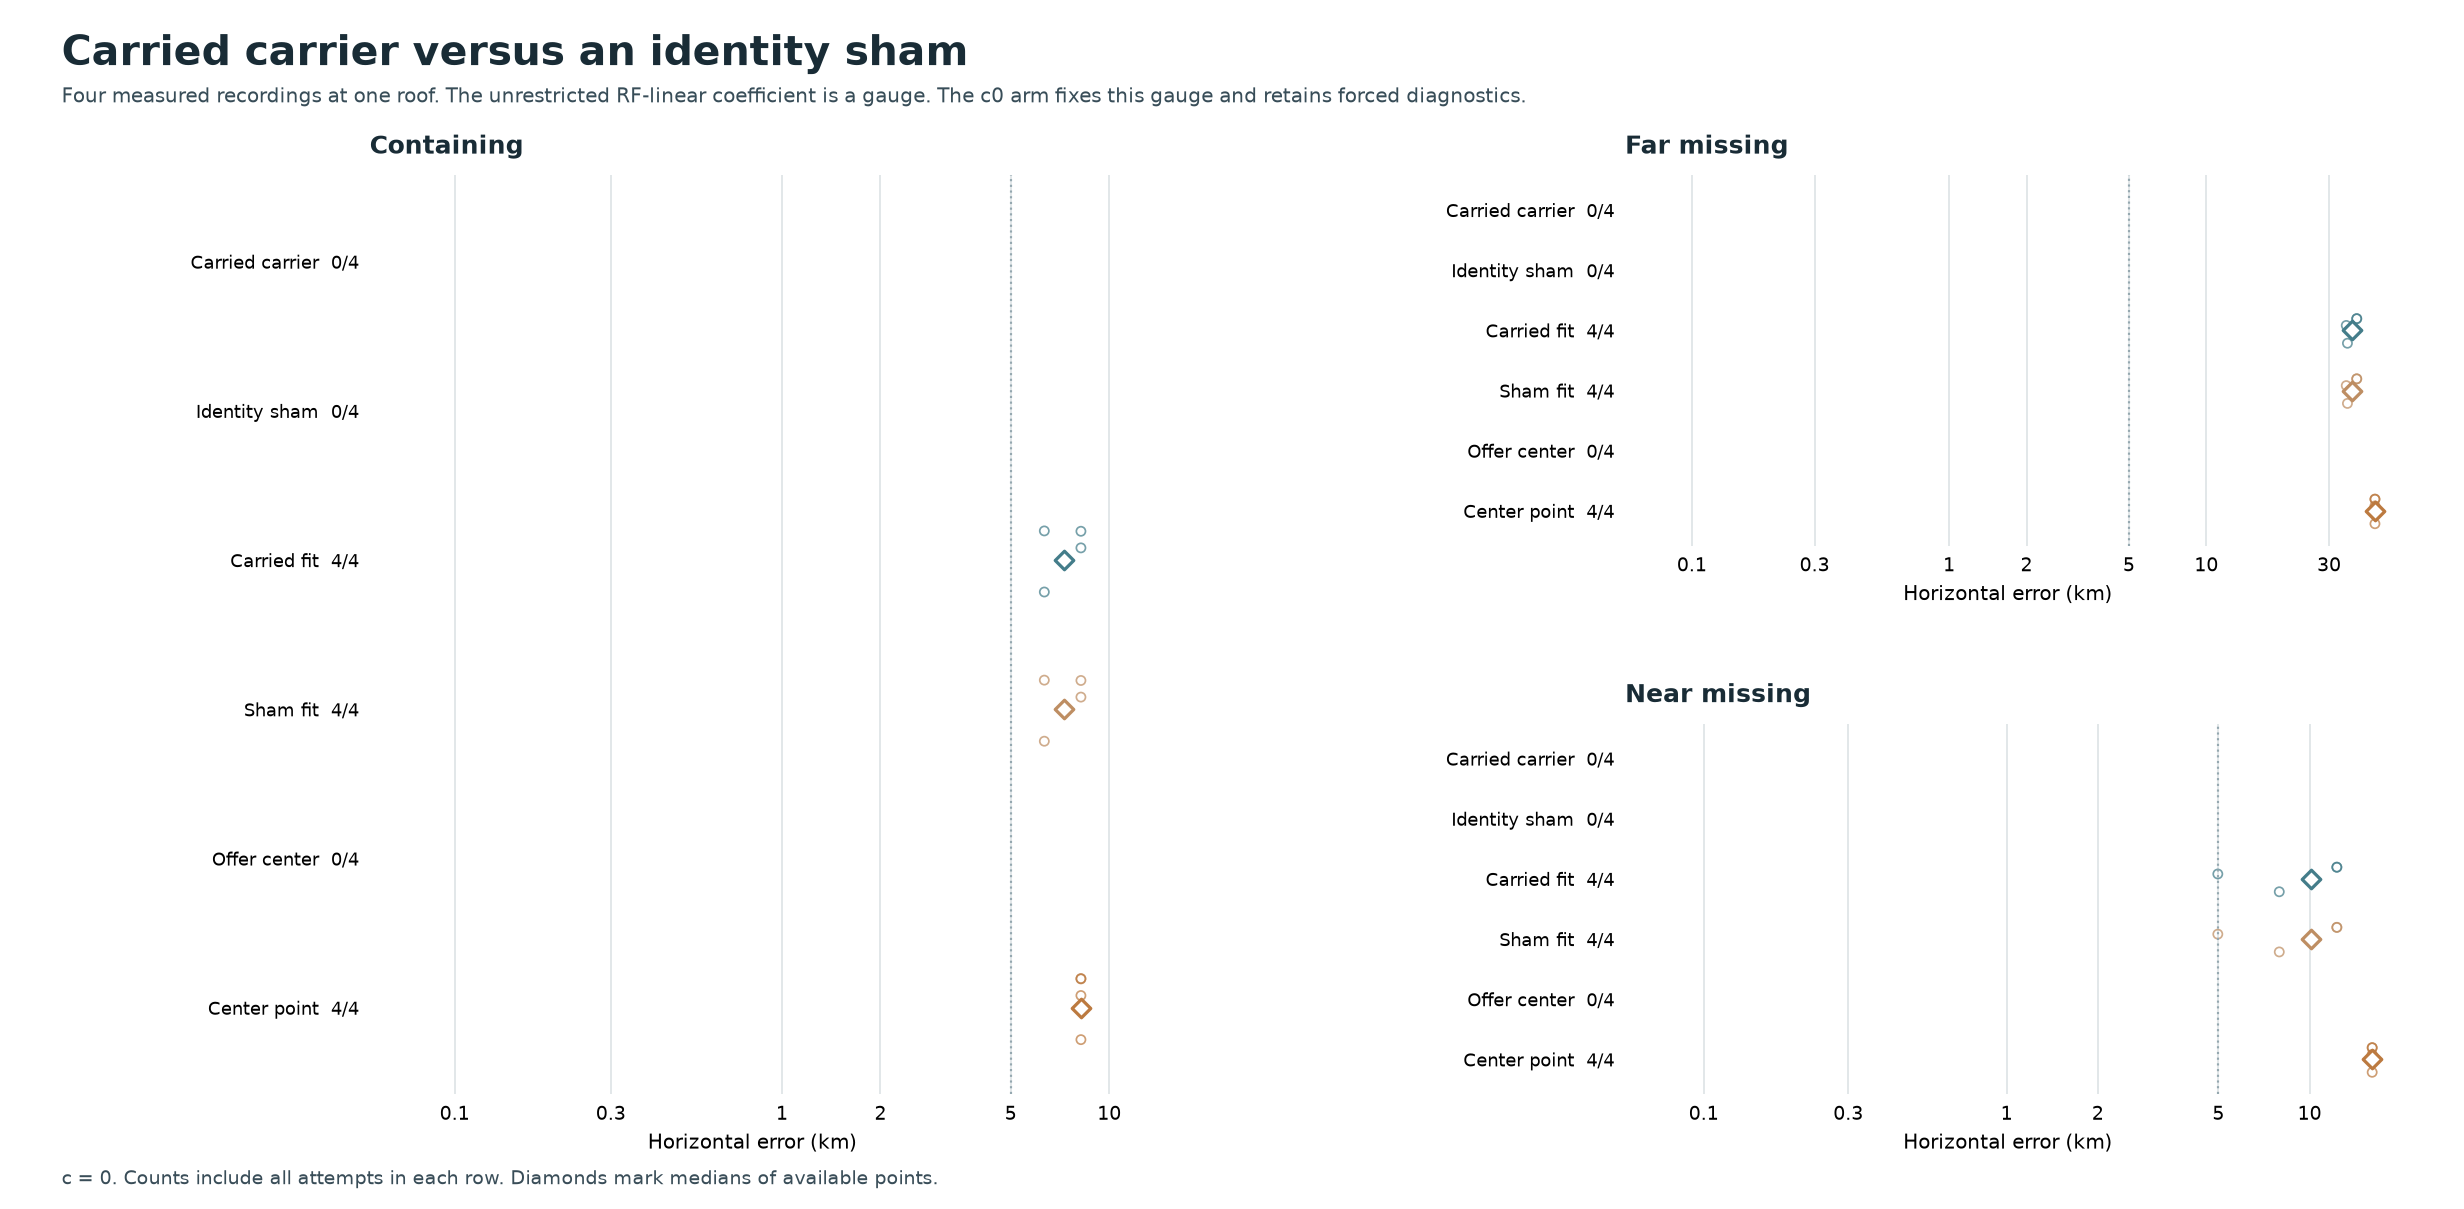 Carried carrier versus an identity sham
Four measured recordings at one roof. The unrestricted RF-linear coefficient is a gauge. The c0 arm fixes this gauge and retains forced diagnostics.
Containing
Carried carrier 0/4
Identity sham 0/4
Carried fit 4/4
Sham fit 4/4
Offer center 0/4
Center point 4/4
0.1 0.3 1 2 5 10
Horizontal error (km)
Far missing
Carried carrier 0/4
Identity sham 0/4
Carried fit 4/4
Sham fit 4/4
Offer center 0/4
Center point 4/4
0.1 0.3 1 2 5 10 30
Horizontal error (km)
Near missing
Carried carrier 0/4
Identity sham 0/4
Carried fit 4/4
Sham fit 4/4
Offer center 0/4
Center point 4/4
0.1 0.3 1 2 5 10
Horizontal error (km)
c = 0. Counts include all attempts in each row. Diamonds mark medians of available points.